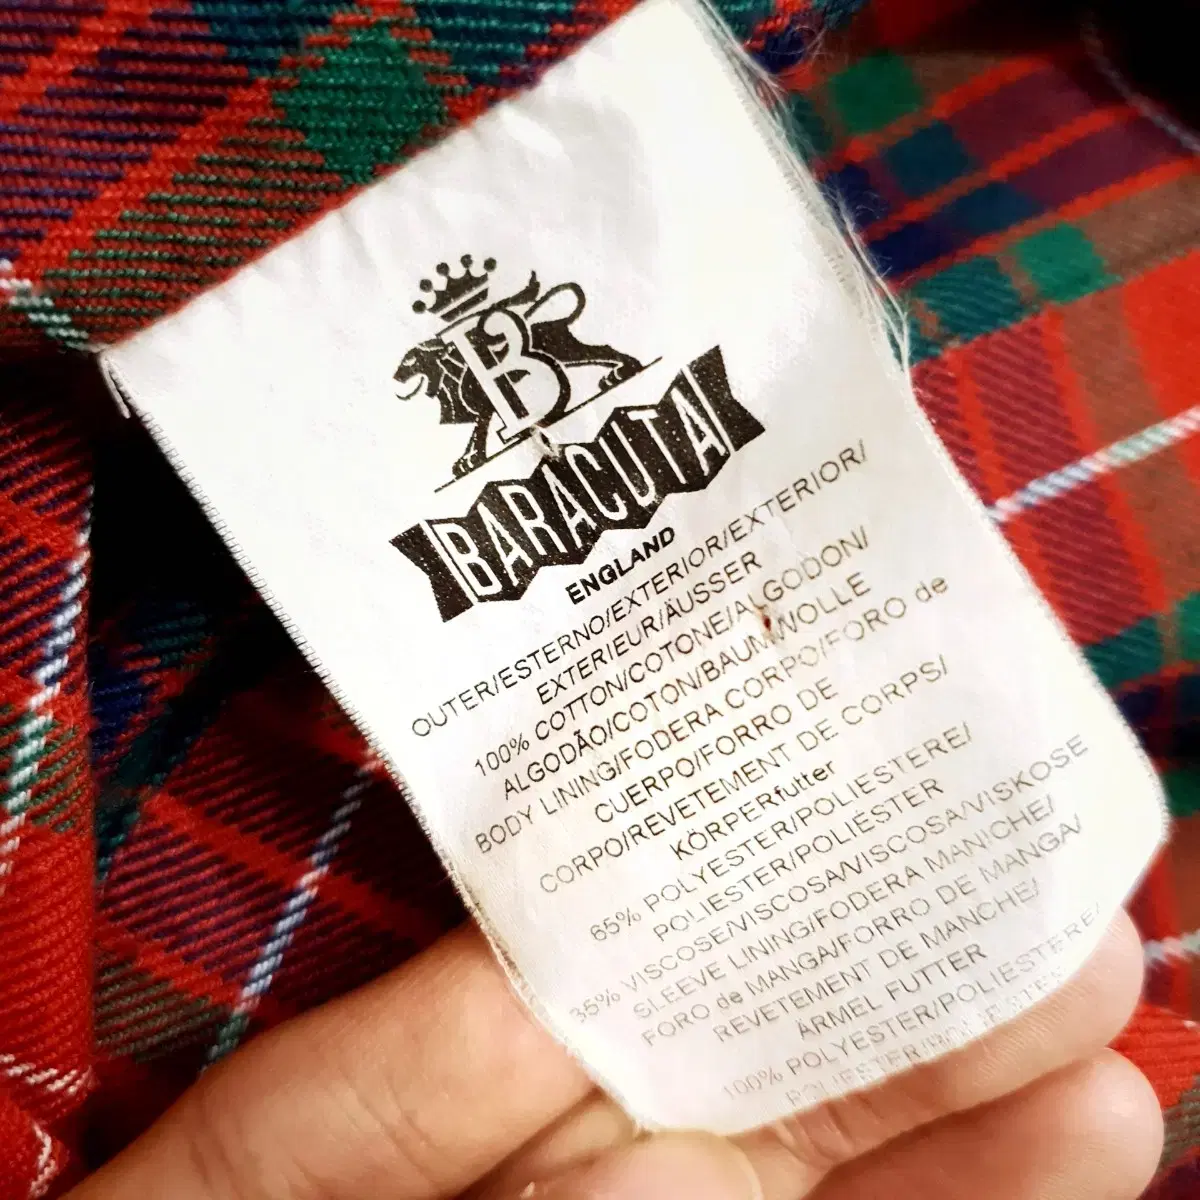 B
BARACUTA
ENGLAND
OUTER/ESTERNO/EXTERIOR/EXTERIOR/
EXTERIEUR/ÄUSSER
100% COTTON/COTONE/ALGODON/
ALGODÃO/COTON/BAUMWOLLE
BODY LINING/FODERA CORPO/FORO de
CUERPO/FORRO DE
CORPO/REVETEMENT DE CORPS/
KÖRPERfutter
65% POLYESTER/POLIESTERE/
POLIESTER/POLIÉSTER
35% VISCOSE/VISCOSA/VISCOSA/VISKOSE
SLEEVE LINING/FODERA MANICHE/
FORO de MANGA/FORRO DE MANGA/
REVETEMENT DE MANCHE/
ÄRMEL FUTTER
100% POLYESTER/POLIESTERE/